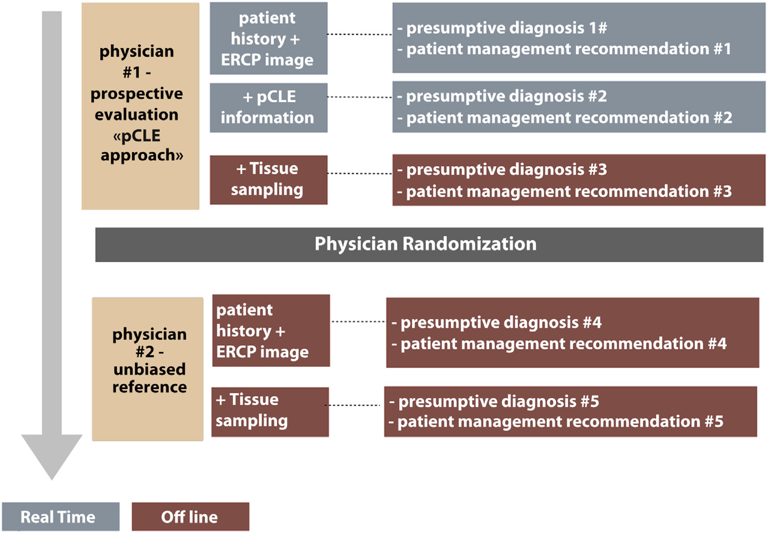 physician
#1 -
prospective
evaluation
«pCLE
approach»
patient
history +
ERCP image
- presumptive diagnosis 1#
- patient management recommendation #1
+ pCLE
information
- presumptive diagnosis #2
- patient management recommendation #2
+ Tissue
sampling
- presumptive diagnosis #3
- patient management recommendation #3
Physician Randomization
physician
#2 -
unbiased
reference
patient
history +
ERCP image
- presumptive diagnosis #4
- patient management recommendation #4
+ Tissue
sampling
- presumptive diagnosis #5
- patient management recommendation #5
Real Time
Off line